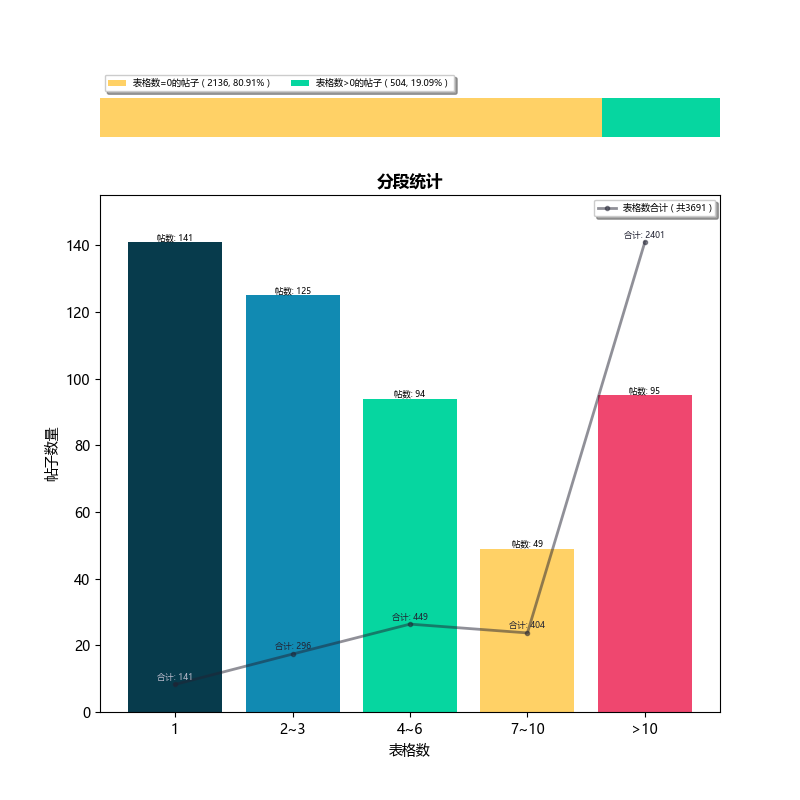 表格数=0的帖子 ( 2136, 80.91% )
表格数>0的帖子 ( 504, 19.09% )
分段统计
表格数合计 ( 共3691 )
帖子数量
140
120
100
80
60
40
20
0
帖数: 141
帖数: 125
帖数: 94
帖数: 49
帖数: 95
合计: 141
合计: 296
合计: 449
合计: 404
合计: 2401
1
2~3
4~6
7~10
>10
表格数